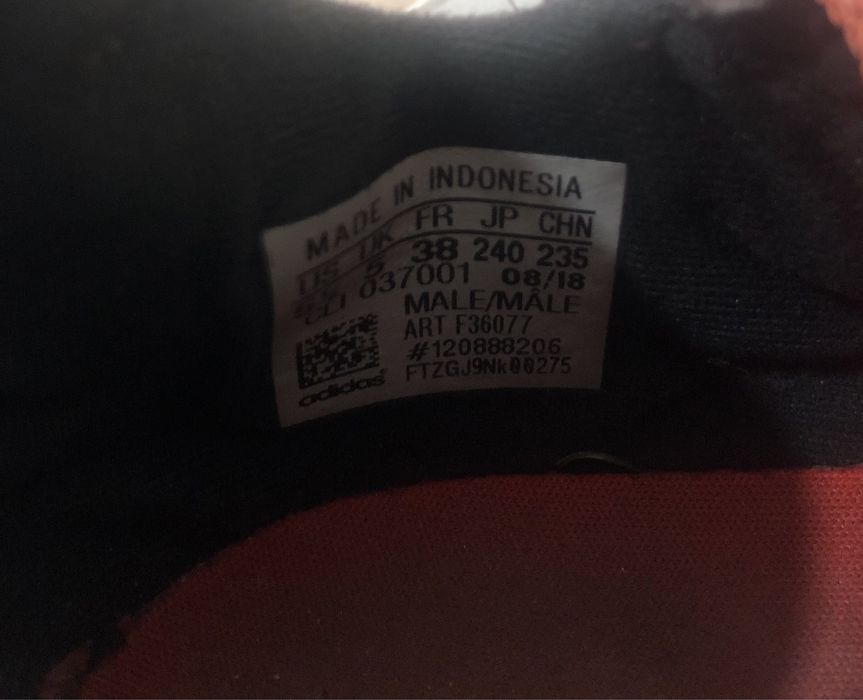 MADE IN INDONESIA
US UK FR JP CHN
5 38 240 235
037001 08/18
MALE/MÂLE
ART F36077
#120888206
FTZGJ9Nk00275
adidas